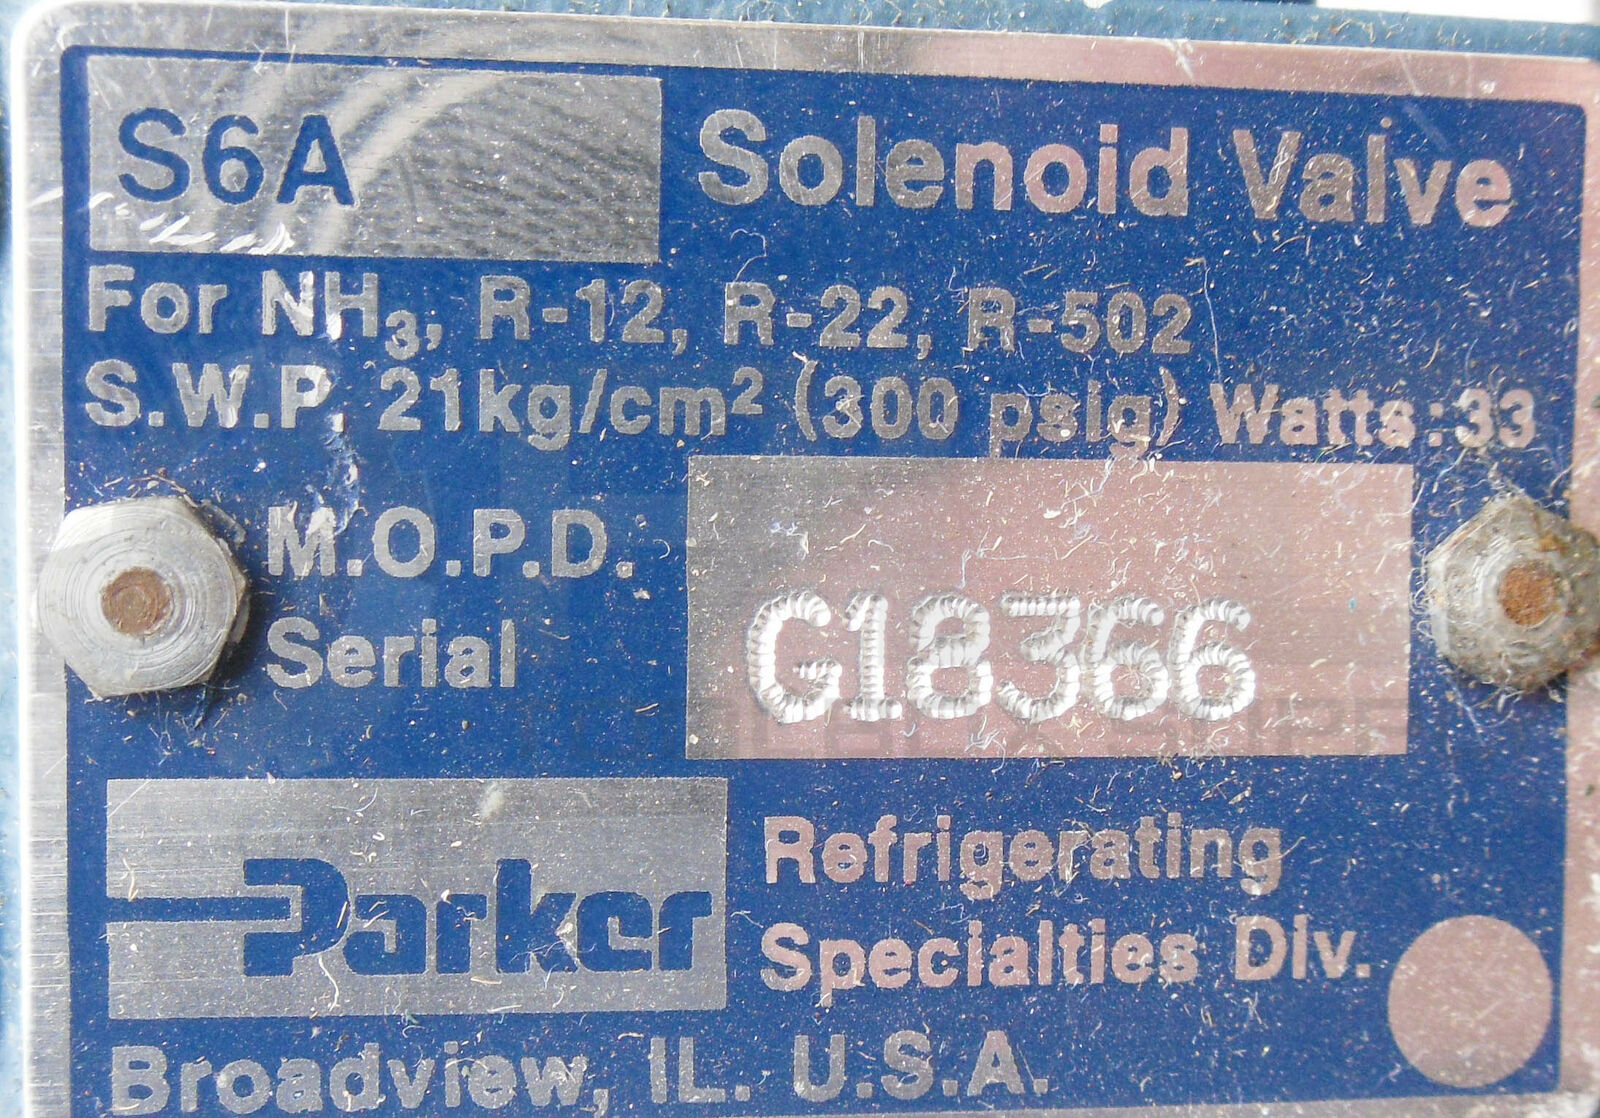 S6A Solenoid Valve
For NH₃, R-12, R-22, R-502
S.W.P. 21kg/cm² (300 psig) Watts:33
M.O.P.D.
Serial G18366
Parker Refrigerating
Specialties Div.
Broadview, IL. U.S.A.